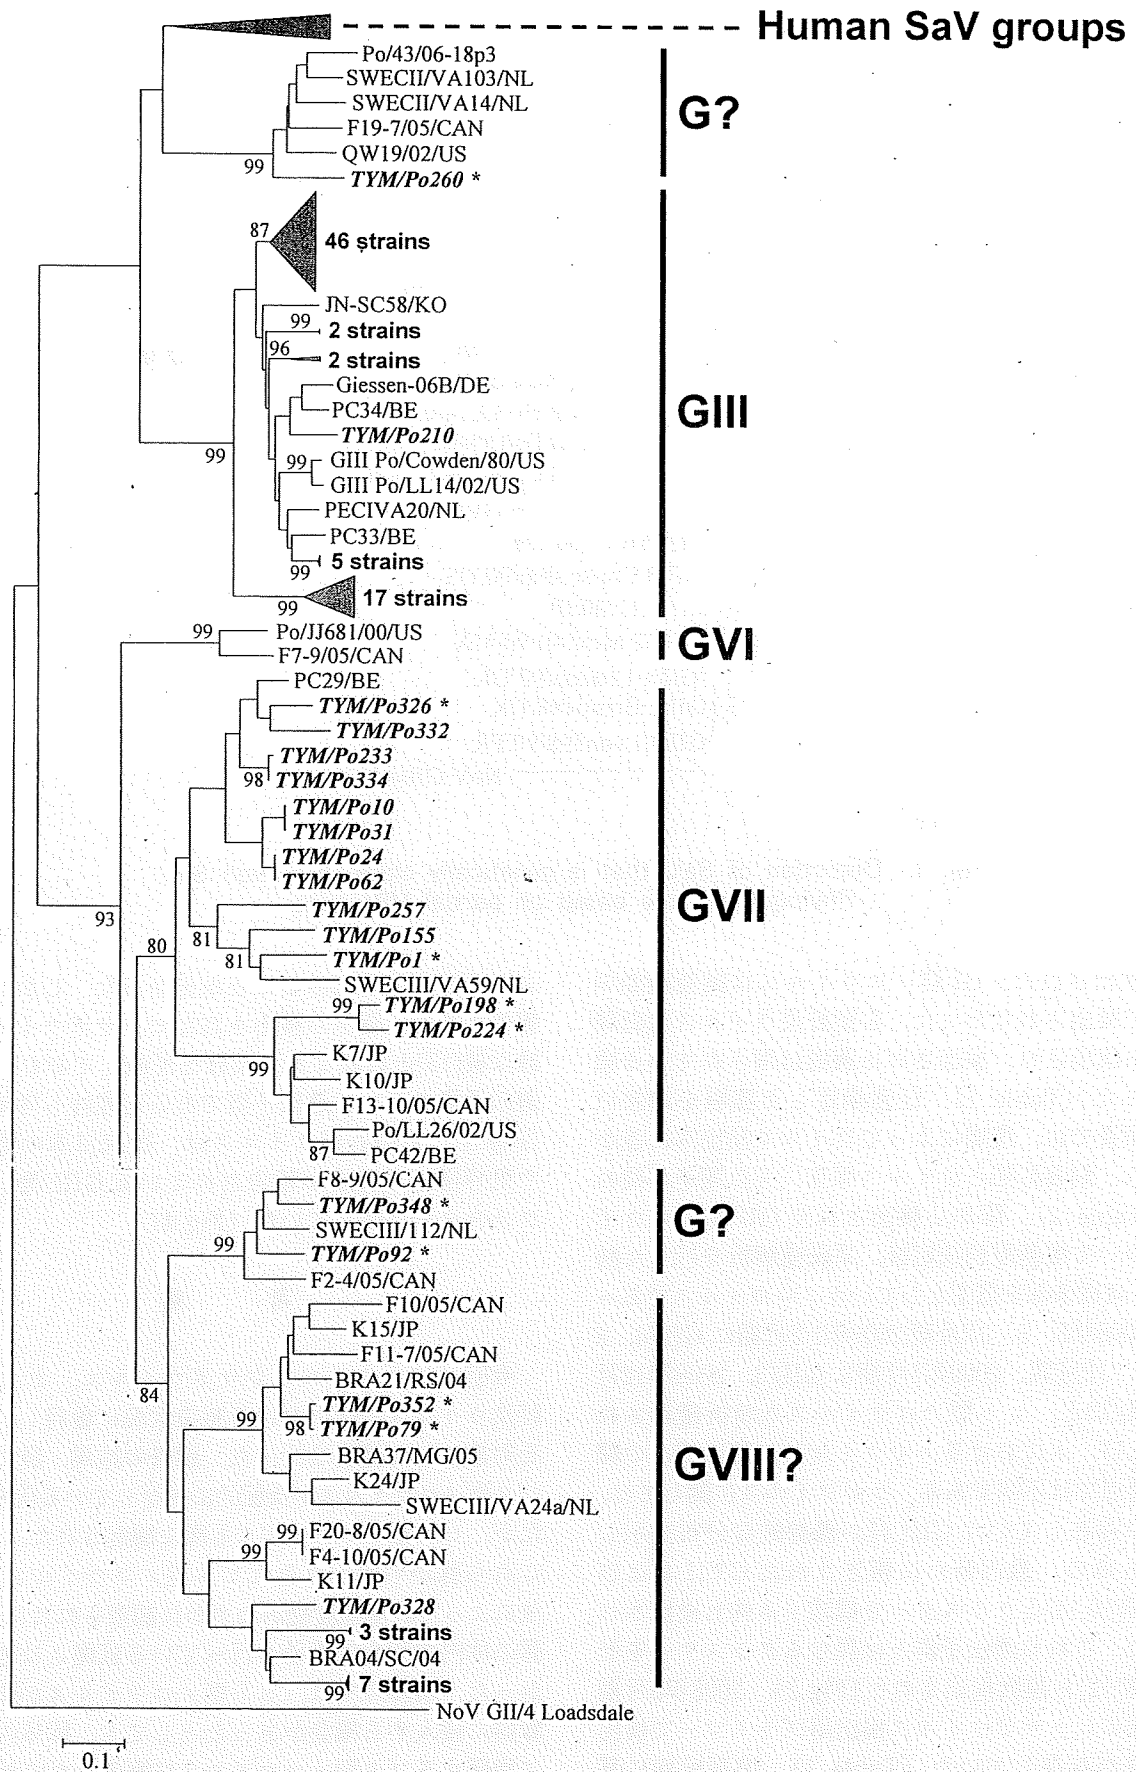 Human SaV groups
Po/43/06-18p3
SWECII/VA103/NL
SWECII/VA14/NL
F19-7/05/CAN
QW19/02/US
99
TYM/Po260 *
G?
87
46 strains
JN-SC58/KO
99
2 strains
96
2 strains
Giessen-06B/DE
PC34/BE
TYM/Po210
99
GIII Po/Cowden/80/US
99
GIII Po/LL14/02/US
PECIVA20/NL
PC33/BE
5 strains
99
17 strains
99
GIII
99
Po/JJ681/00/US
F7-9/05/CAN
GVI
PC29/BE
TYM/Po326 *
TYM/Po332
TYM/Po233
98
TYM/Po334
TYM/Po10
TYM/Po31
TYM/Po24
TYM/Po62
93
TYM/Po257
81
TYM/Po155
80
81
TYM/Po1 *
SWECIII/VA59/NL
99
TYM/Po198 *
TYM/Po224 *
K7/JP
99
K10/JP
F13-10/05/CAN
Po/LL26/02/US
87
PC42/BE
GVII
F8-9/05/CAN
TYM/Po348 *
SWECIII/112/NL
99
TYM/Po92 *
F2-4/05/CAN
G?
F10/05/CAN
K15/JP
F11-7/05/CAN
BRA21/RS/04
84
TYM/Po352 *
99
98
TYM/Po79 *
BRA37/MG/05
K24/JP
SWECIII/VA24a/NL
99
F20-8/05/CAN
99
F4-10/05/CAN
K11/JP
TYM/Po328
3 strains
99
BRA04/SC/04
7 strains
99
GVIII?
NoV GII/4 Loadsdale
0.1